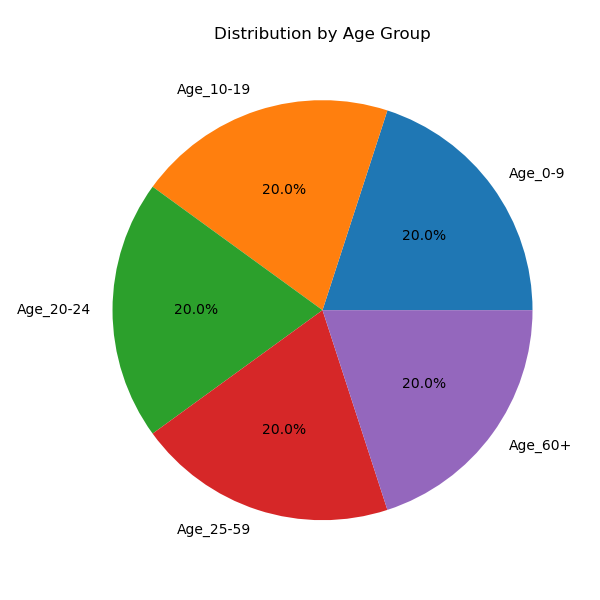 Distribution by Age Group
Age_10-19
Age_0-9
20.0%
20.0%
Age_20-24
20.0%
20.0%
20.0%
Age_60+
Age_25-59